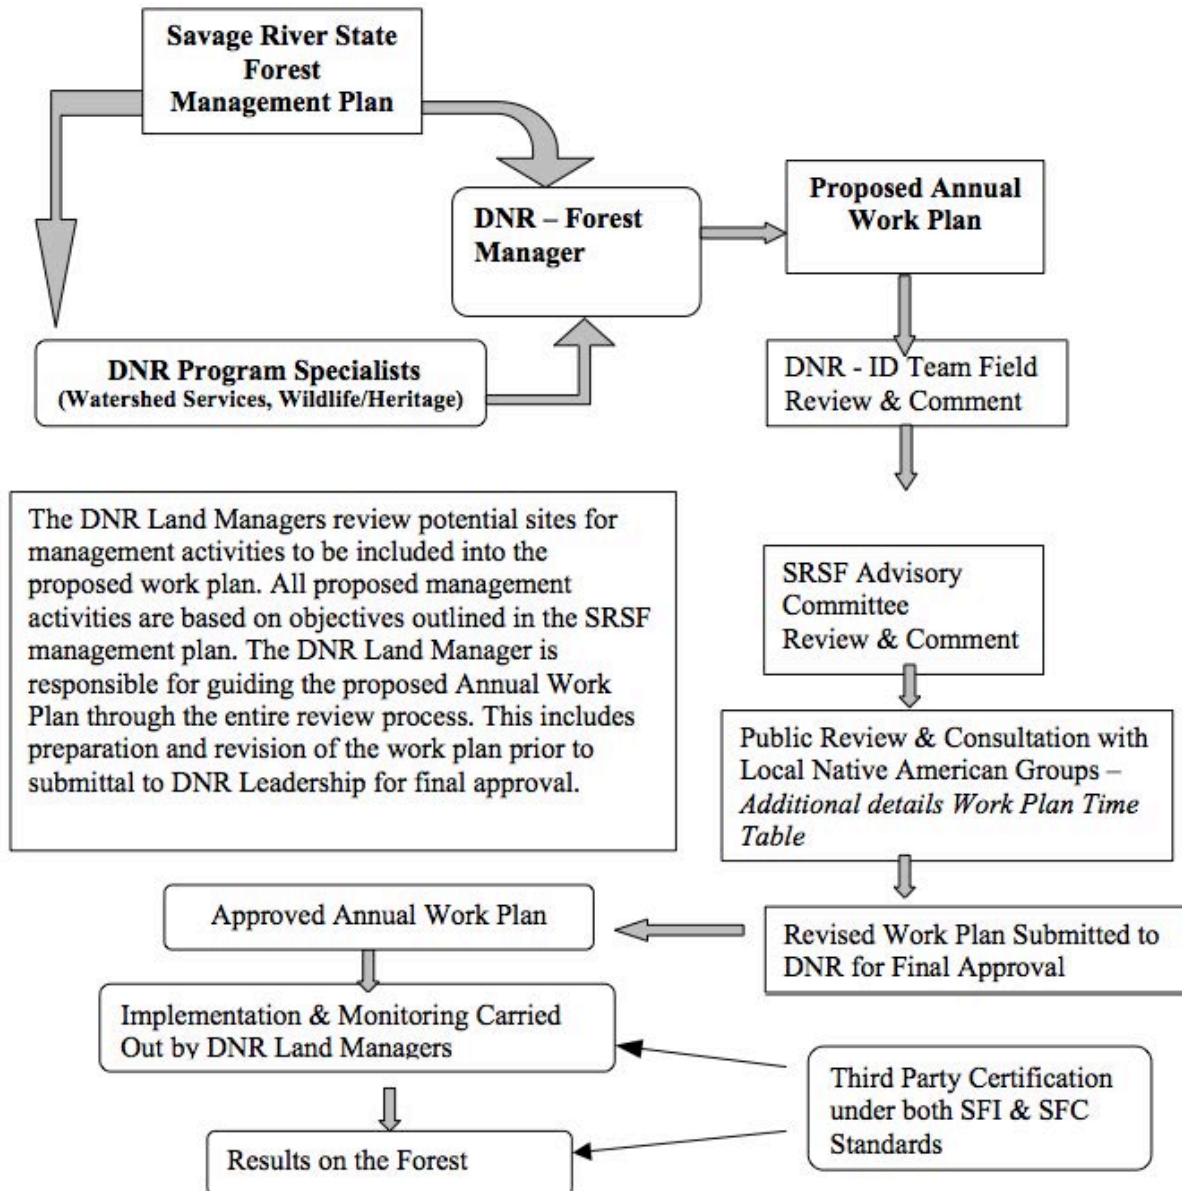 Savage River State
Forest
Management Plan
DNR – Forest
Manager
Proposed Annual
Work Plan
DNR Program Specialists
(Watershed Services, Wildlife/Heritage)
DNR - ID Team Field
Review & Comment
The DNR Land Managers review potential sites for
management activities to be included into the
proposed work plan. All proposed management
activities are based on objectives outlined in the SRSF
management plan. The DNR Land Manager is
responsible for guiding the proposed Annual Work
Plan through the entire review process. This includes
preparation and revision of the work plan prior to
submittal to DNR Leadership for final approval.
SRSF Advisory
Committee
Review & Comment
Public Review & Consultation with
Local Native American Groups –
Additional details Work Plan Time
Table
Revised Work Plan Submitted to
DNR for Final Approval
Approved Annual Work Plan
Implementation & Monitoring Carried
Out by DNR Land Managers
Third Party Certification
under both SFI & SFC
Standards
Results on the Forest